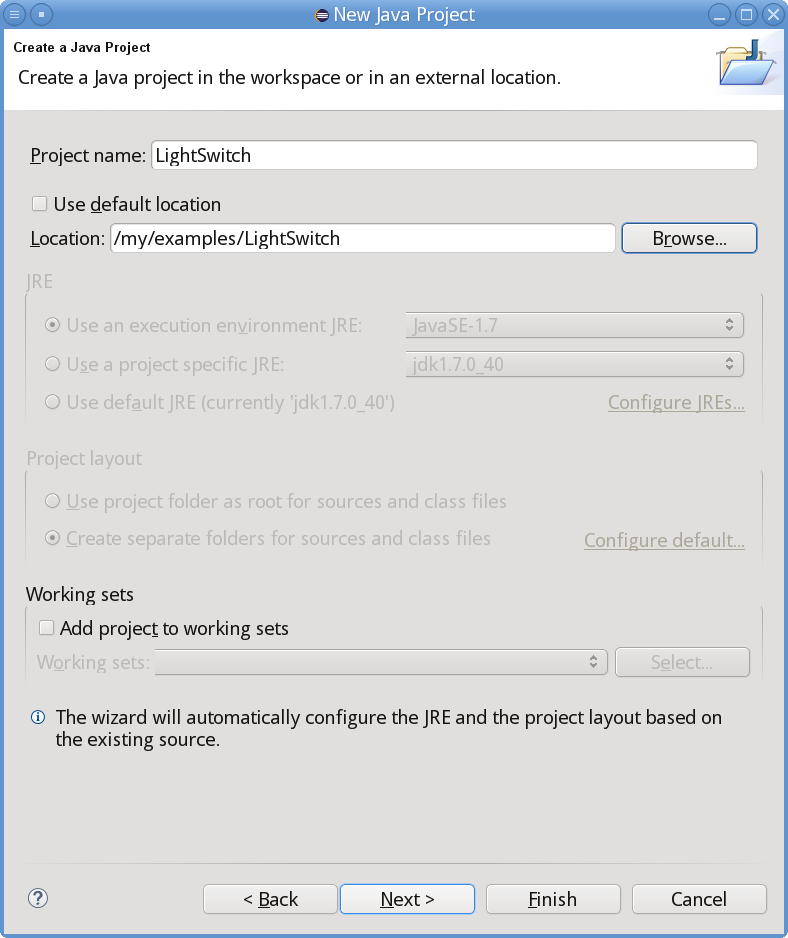 New Java Project
Create a Java Project
Create a Java project in the workspace or in an external location.
Project name: LightSwitch
Use default location
Location: /my/examples/LightSwitch Browse...
JRE
Use an execution environment JRE: JavaSE-1.7
Use a project specific JRE: jdk1.7.0_40
Use default JRE (currently 'jdk1.7.0_40') Configure JREs...
Project layout
Use project folder as root for sources and class files
Create separate folders for sources and class files Configure default...
Working sets
Add project to working sets
Working sets: Select...
The wizard will automatically configure the JRE and the project layout based on
the existing source.
? < Back Next > Finish Cancel